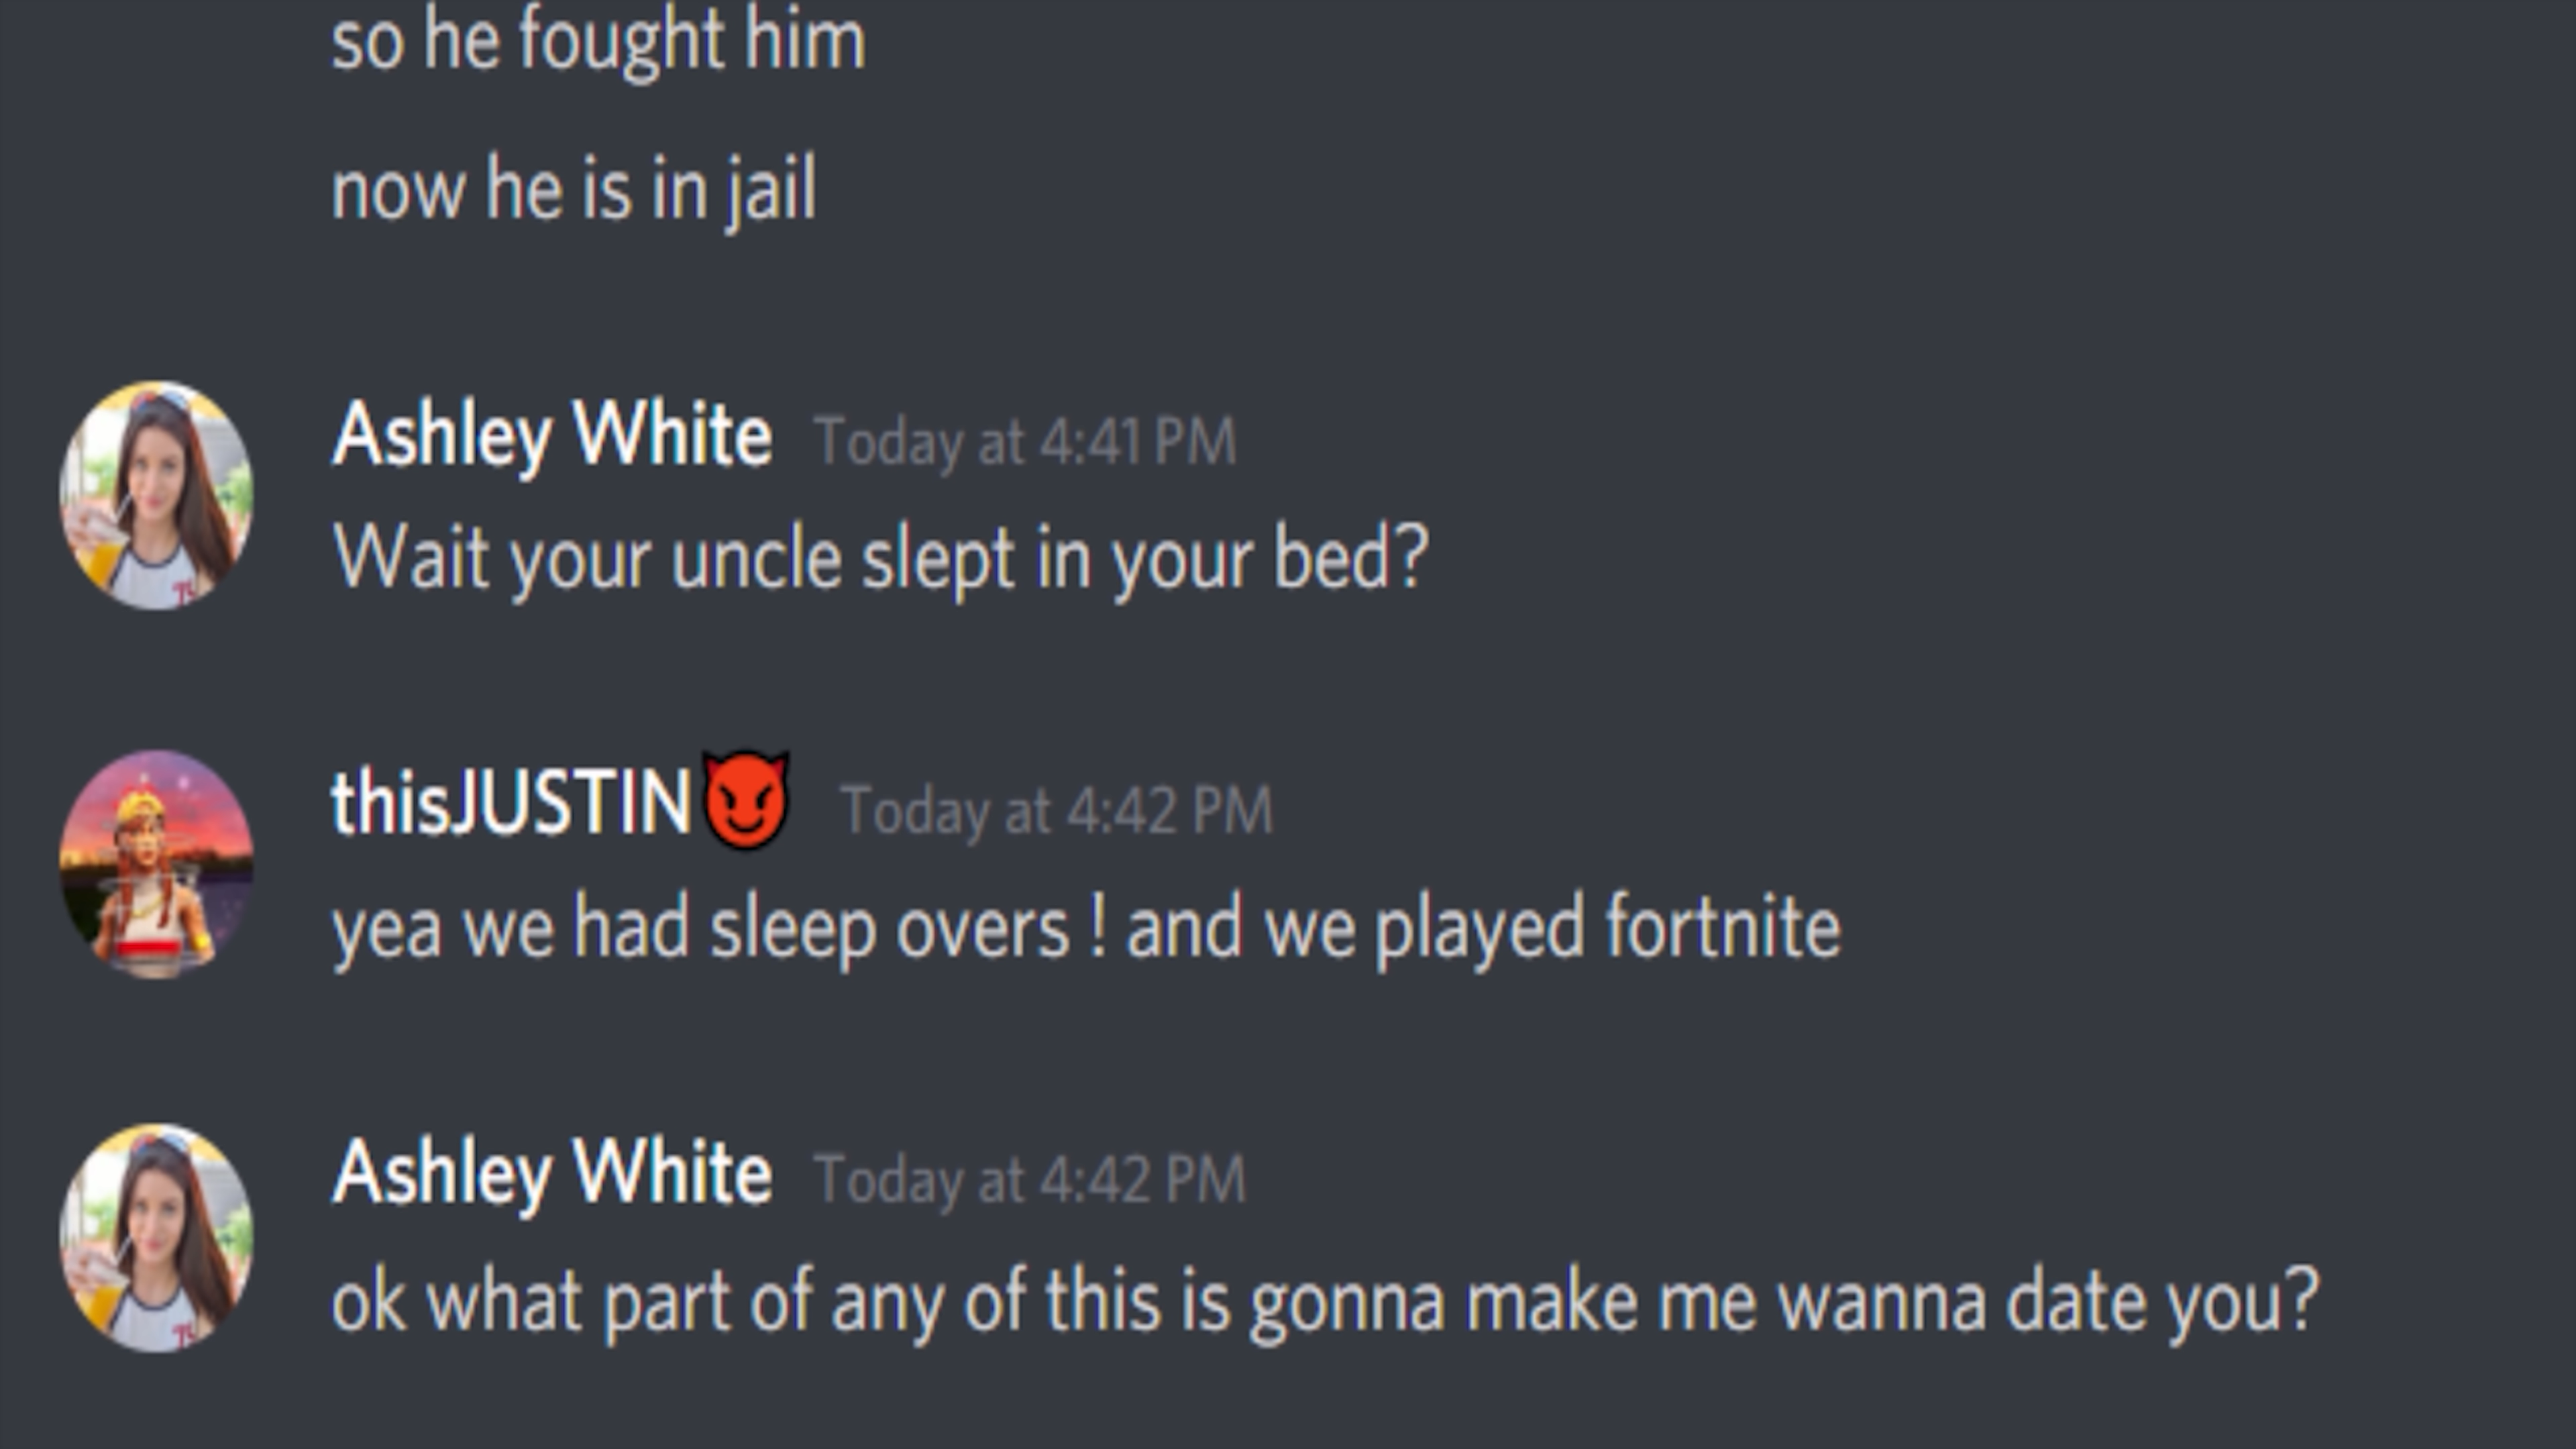 so he fought him
now he is in jail
Ashley White Today at 4:41 PM
Wait your uncle slept in your bed?
thisJUSTIN😈 Today at 4:42 PM
yea we had sleep overs ! and we played fortnite
Ashley White Today at 4:42 PM
ok what part of any of this is gonna make me wanna date you?